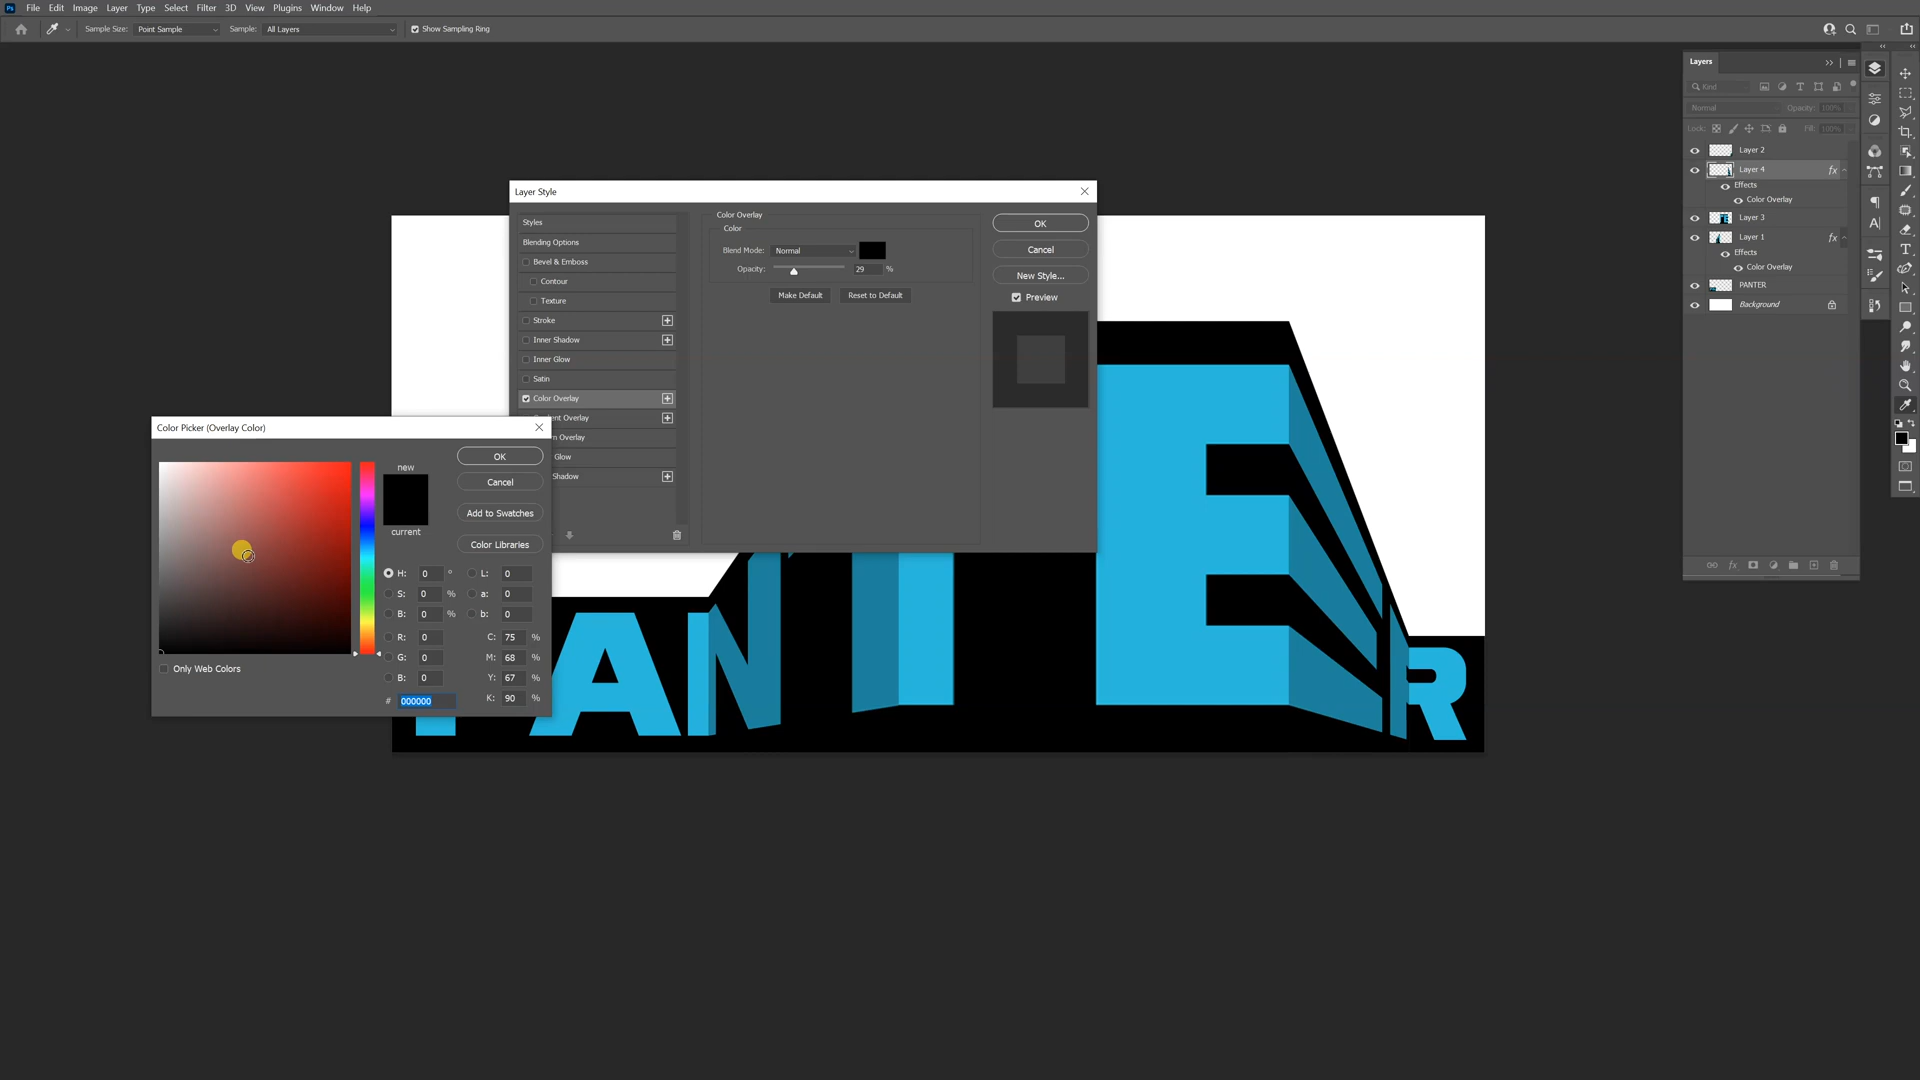 Ps File Edit Image Layer Type Select Filter 3D View Plugins Window Help
Sample Size: Point Sample Sample: All Layers Show Sampling Ring
Layers
Kind
Normal Opacity: 100%
Lock: Fill: 100%
Layer 2
Layer 4 fx
Effects
Color Overlay
Layer 3
Layer 1 fx
Effects
Color Overlay
PANTER
Background
Layer Style
Styles
Blending Options
Bevel & Emboss
Contour
Texture
Stroke
Inner Shadow
Inner Glow
Satin
Color Overlay
nt Overlay
n Overlay
Glow
Shadow
Color Overlay
Color
Blend Mode: Normal
Opacity: 29 %
Make Default Reset to Default
OK
Cancel
New Style...
Preview
Color Picker (Overlay Color)
new
current
OK
Cancel
Add to Swatches
Color Libraries
H: 0 ° L: 0
S: 0 % a: 0
B: 0 % b: 0
R: 0 C: 75 %
G: 0 M: 68 %
B: 0 Y: 67 %
# 000000 K: 90 %
Only Web Colors
PANTER